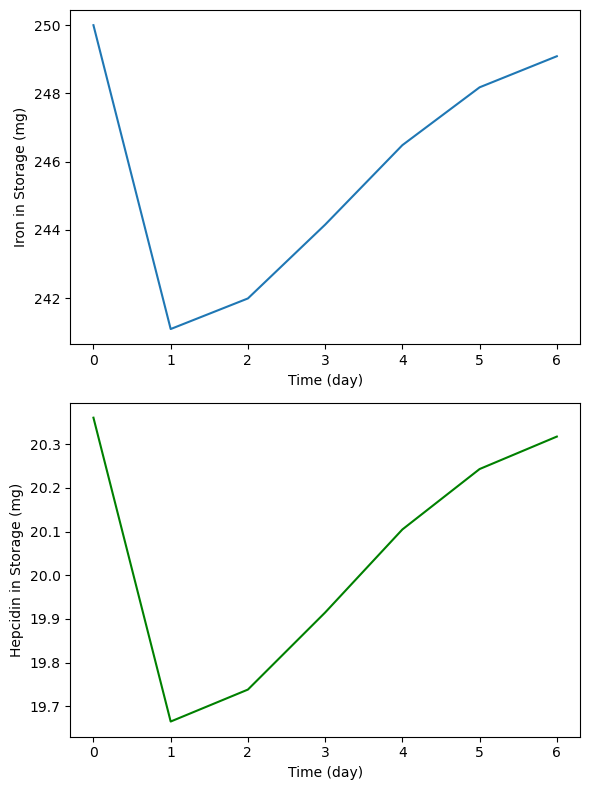 250
248
246
244
242
Iron in Storage (mg)
0 1 2 3 4 5 6
Time (day)
20.3
20.2
20.1
20.0
19.9
19.8
19.7
Hepcidin in Storage (mg)
0 1 2 3 4 5 6
Time (day)